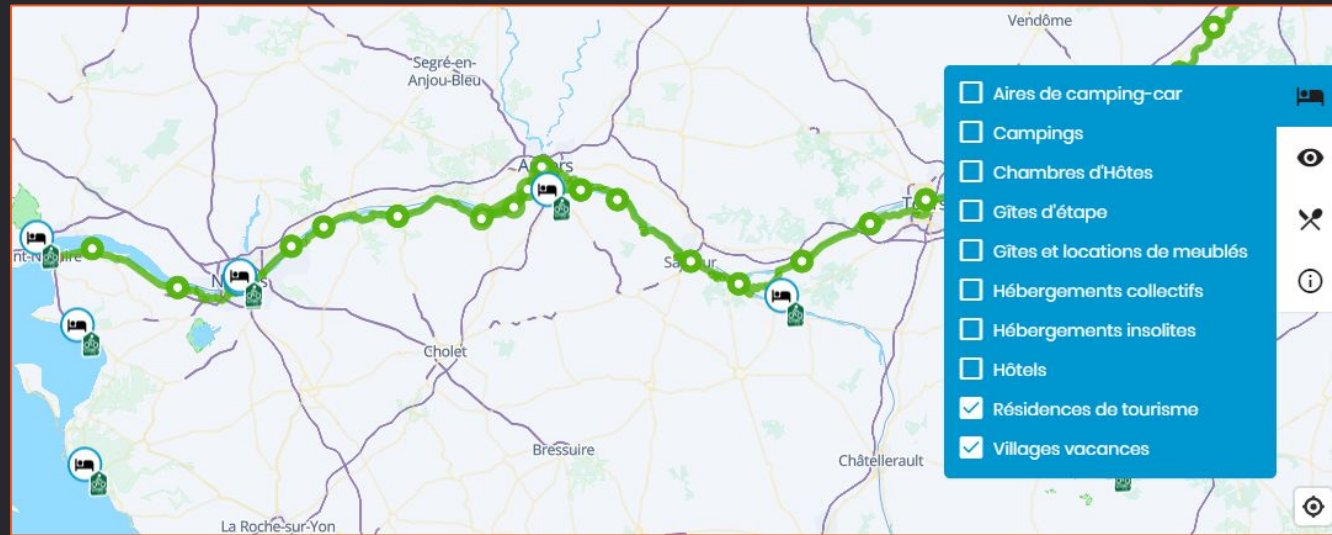 Vendôme
Segré-en-
Anjou-Bleu
Aires de camping-car
Campings
Chambres d'Hôtes
Gîtes d'étape
Gîtes et locations de meublés
Hébergements collectifs
Hébergements insolites
Hôtels
Résidences de tourisme
Villages vacances
Cholet
Bressuire
Châtellerault
La Roche-sur-Yon